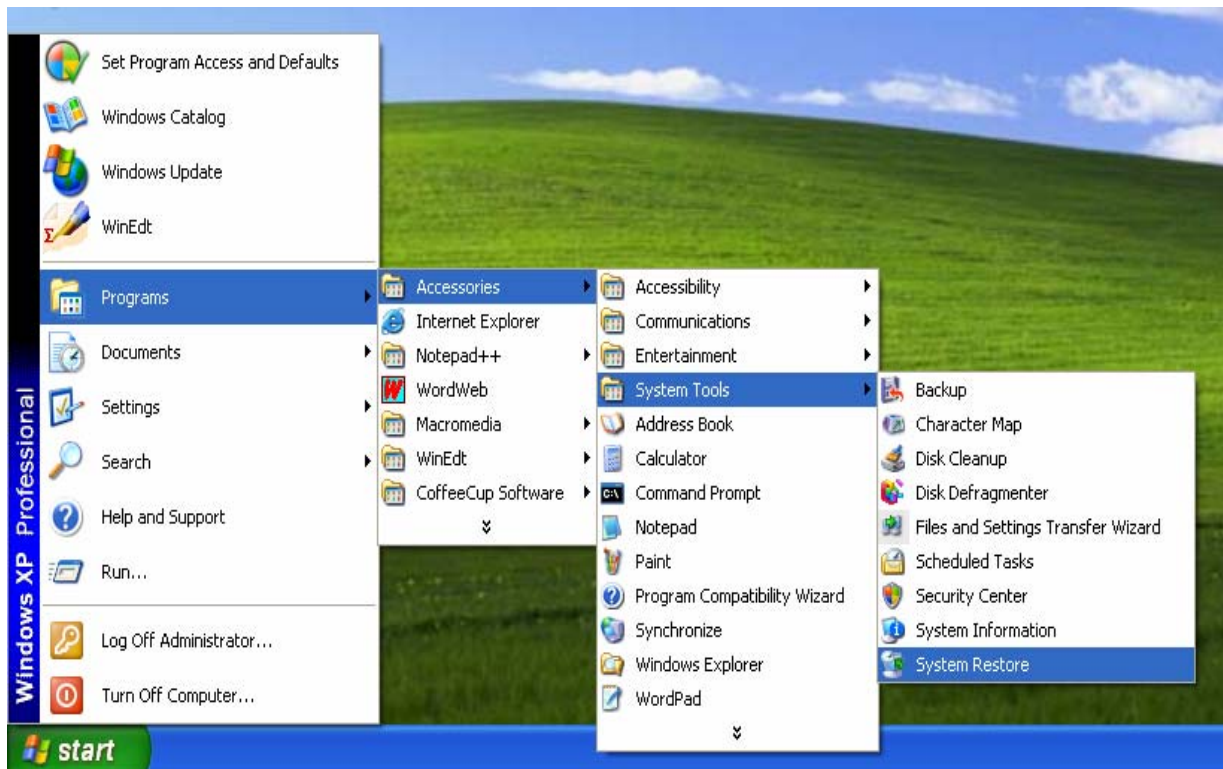 Set Program Access and Defaults
Windows Catalog
Windows Update
WinEdt
Programs
Documents
Settings
Search
Help and Support
Run...
Log Off Administrator...
Turn Off Computer...
Windows XP Professional
start
Accessories
Internet Explorer
Notepad++
WordWeb
Macromedia
WinEdt
CoffeeCup Software
Accessibility
Communications
Entertainment
System Tools
Address Book
Calculator
Command Prompt
Notepad
Paint
Program Compatibility Wizard
Synchronize
Windows Explorer
WordPad
Backup
Character Map
Disk Cleanup
Disk Defragmenter
Files and Settings Transfer Wizard
Scheduled Tasks
Security Center
System Information
System Restore